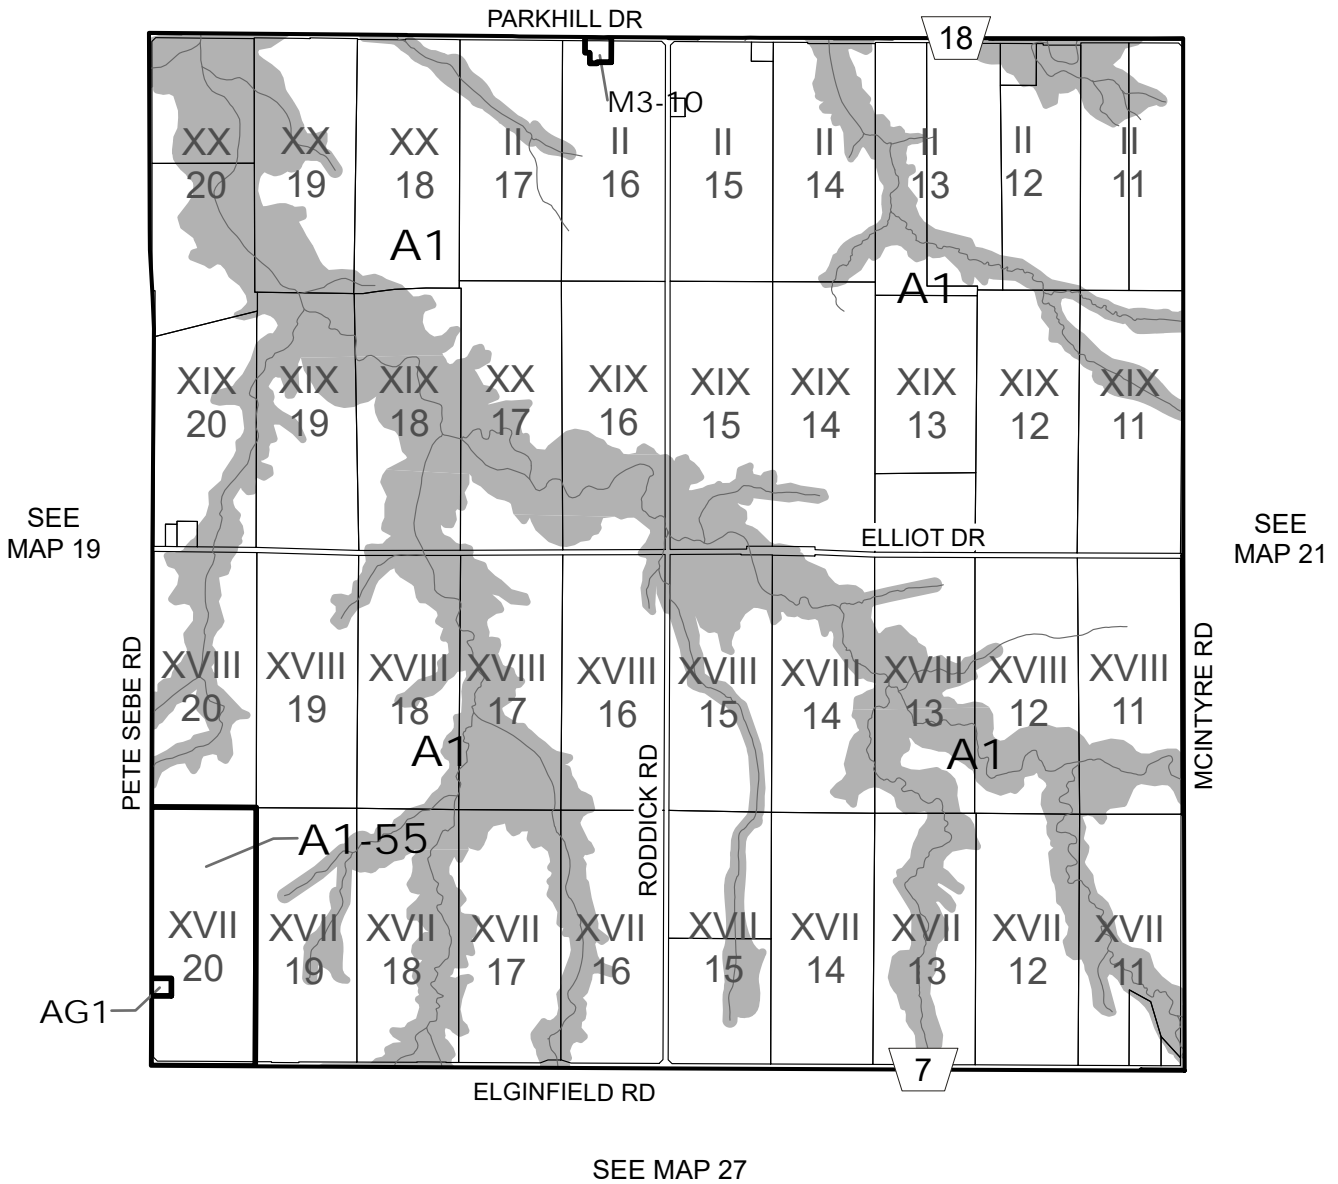 PARKHILL DR
18
M3-10
XX
20
XX
19
XX
18
II
17
II
16
II
15
II
14
II
13
II
12
II
11
A1
A1
XIX
20
XIX
19
XIX
18
XX
17
XIX
16
XIX
15
XIX
14
XIX
13
XIX
12
XIX
11
SEE
MAP 19
ELLIOT DR
SEE
MAP 21
PETE SEBE RD
XVIII
20
XVIII
19
XVIII
18
XVIII
17
XVIII
16
XVIII
15
XVIII
14
XVIII
13
XVIII
12
XVIII
11
MCINTYRE RD
A1
A1
RODDICK RD
A1-55
XVII
20
XVII
19
XVII
18
XVII
17
XVII
16
XVII
15
XVII
14
XVII
13
XVII
12
XVII
11
AG1
7
ELGINFIELD RD
SEE MAP 27